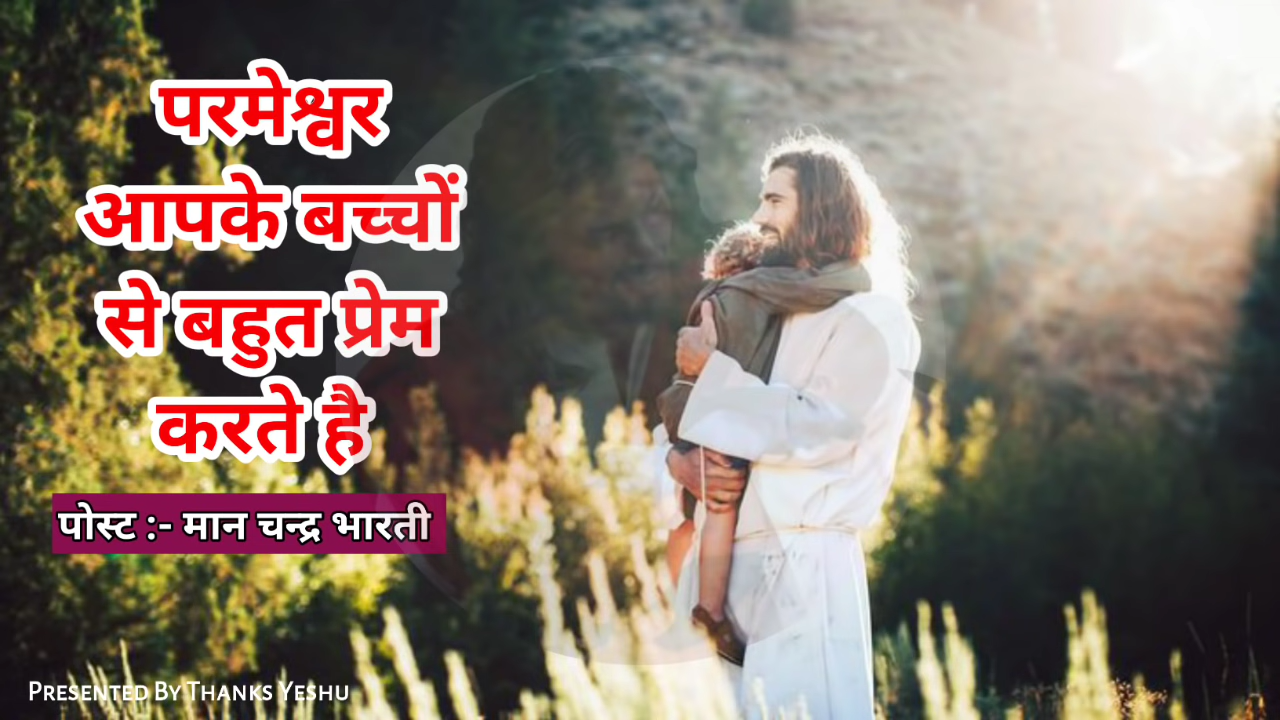 परमेश्वर
आपके बच्चों
से बहुत प्रेम
करते है
पोस्ट :- मान चन्द्र भारती
PRESENTED BY THANKS YESHU